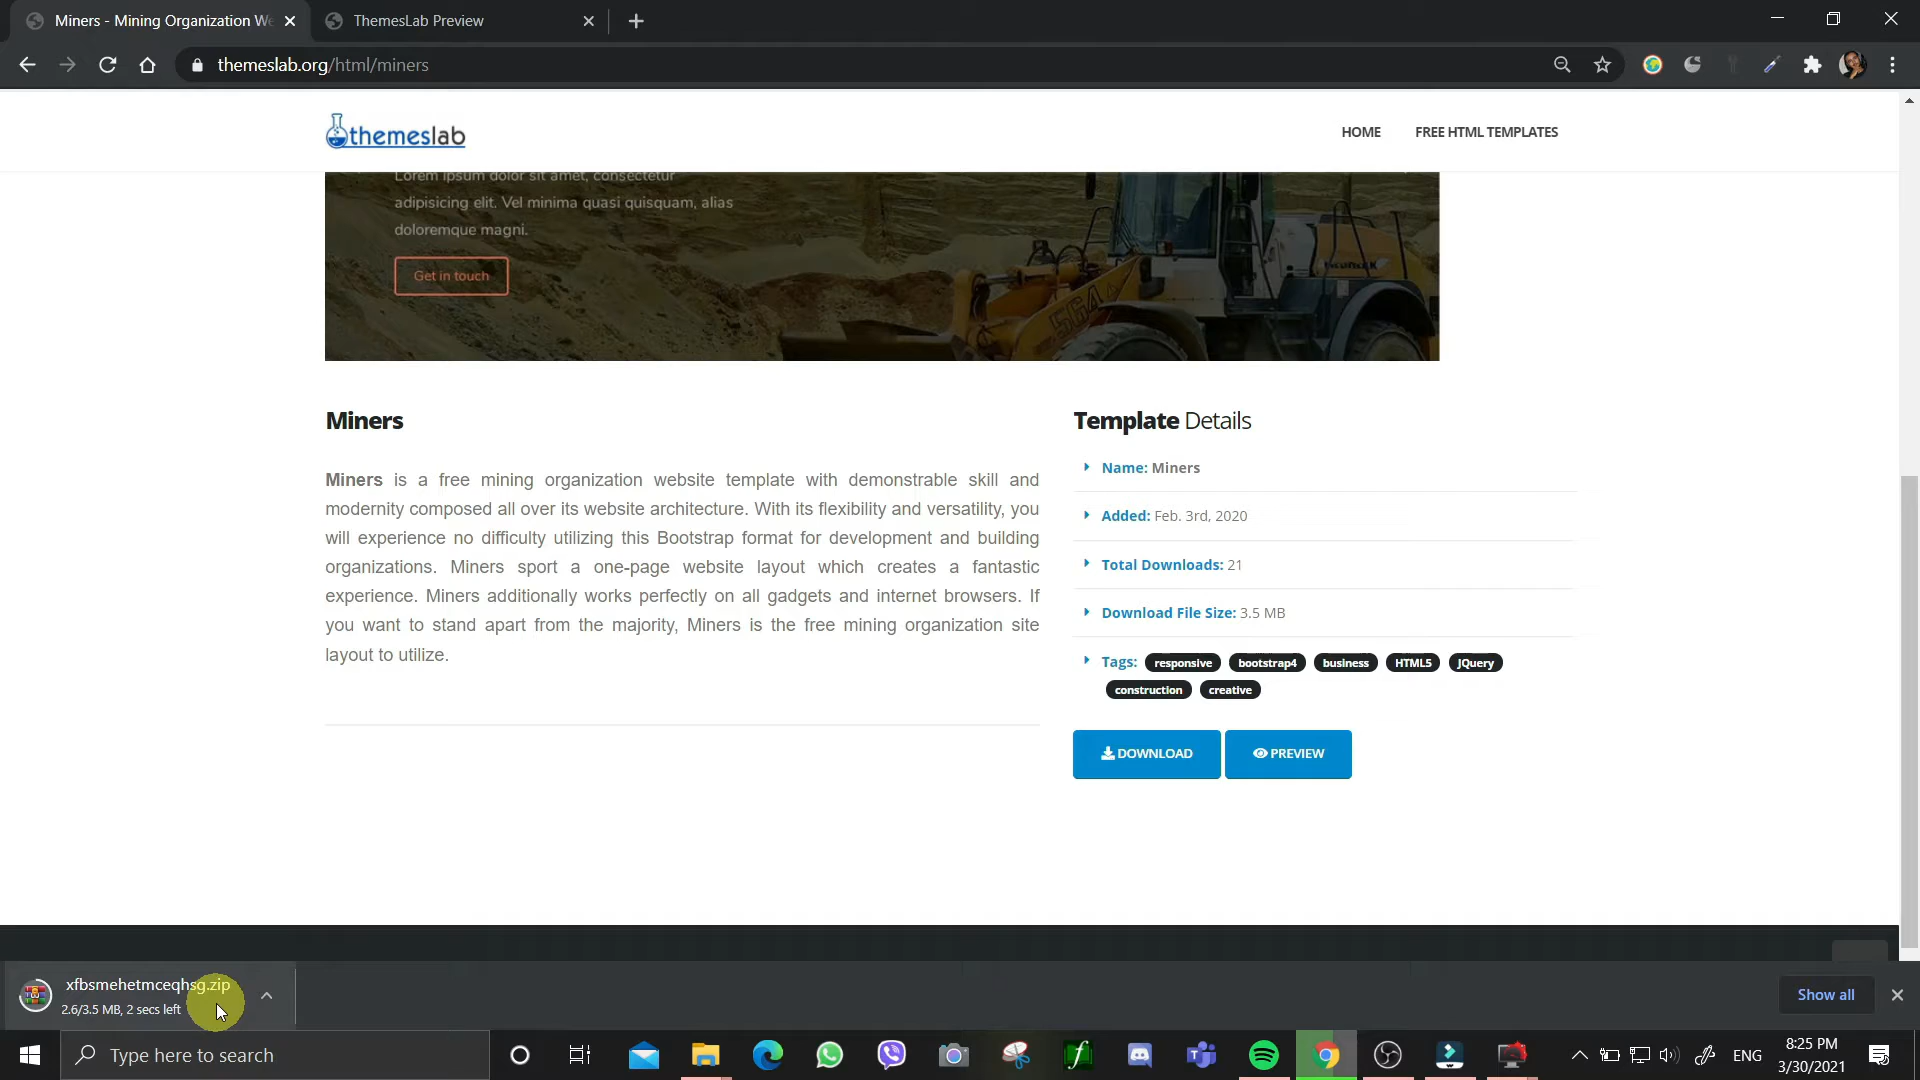 Miners - Mining Organization We
ThemesLab Preview
themeslab.org/html/miners
themeslab
HOME
FREE HTML TEMPLATES
Lorem ipsum dolor sit amet, consectetur
adipisicing elit. Vel minima quasi quisquam, alias
doloremque magni.
Get in touch
564
Miners
Miners is a free mining organization website template with demonstrable skill and
modernity composed all over its website architecture. With its flexibility and versatility, you
will experience no difficulty utilizing this Bootstrap format for development and building
organizations. Miners sport a one-page website layout which creates a fantastic
experience. Miners additionally works perfectly on all gadgets and internet browsers. If
you want to stand apart from the majority, Miners is the free mining organization site
layout to utilize.
Template Details
Name: Miners
Added: Feb. 3rd, 2020
Total Downloads: 21
Download File Size: 3.5 MB
Tags: responsive bootstrap4 business HTML5 JQuery
construction creative
DOWNLOAD
PREVIEW
xfbsmehetmceqhsg.zip
2.6/3.5 MB, 2 secs left
Show all
Type here to search
ENG
8:25 PM
3/30/2021